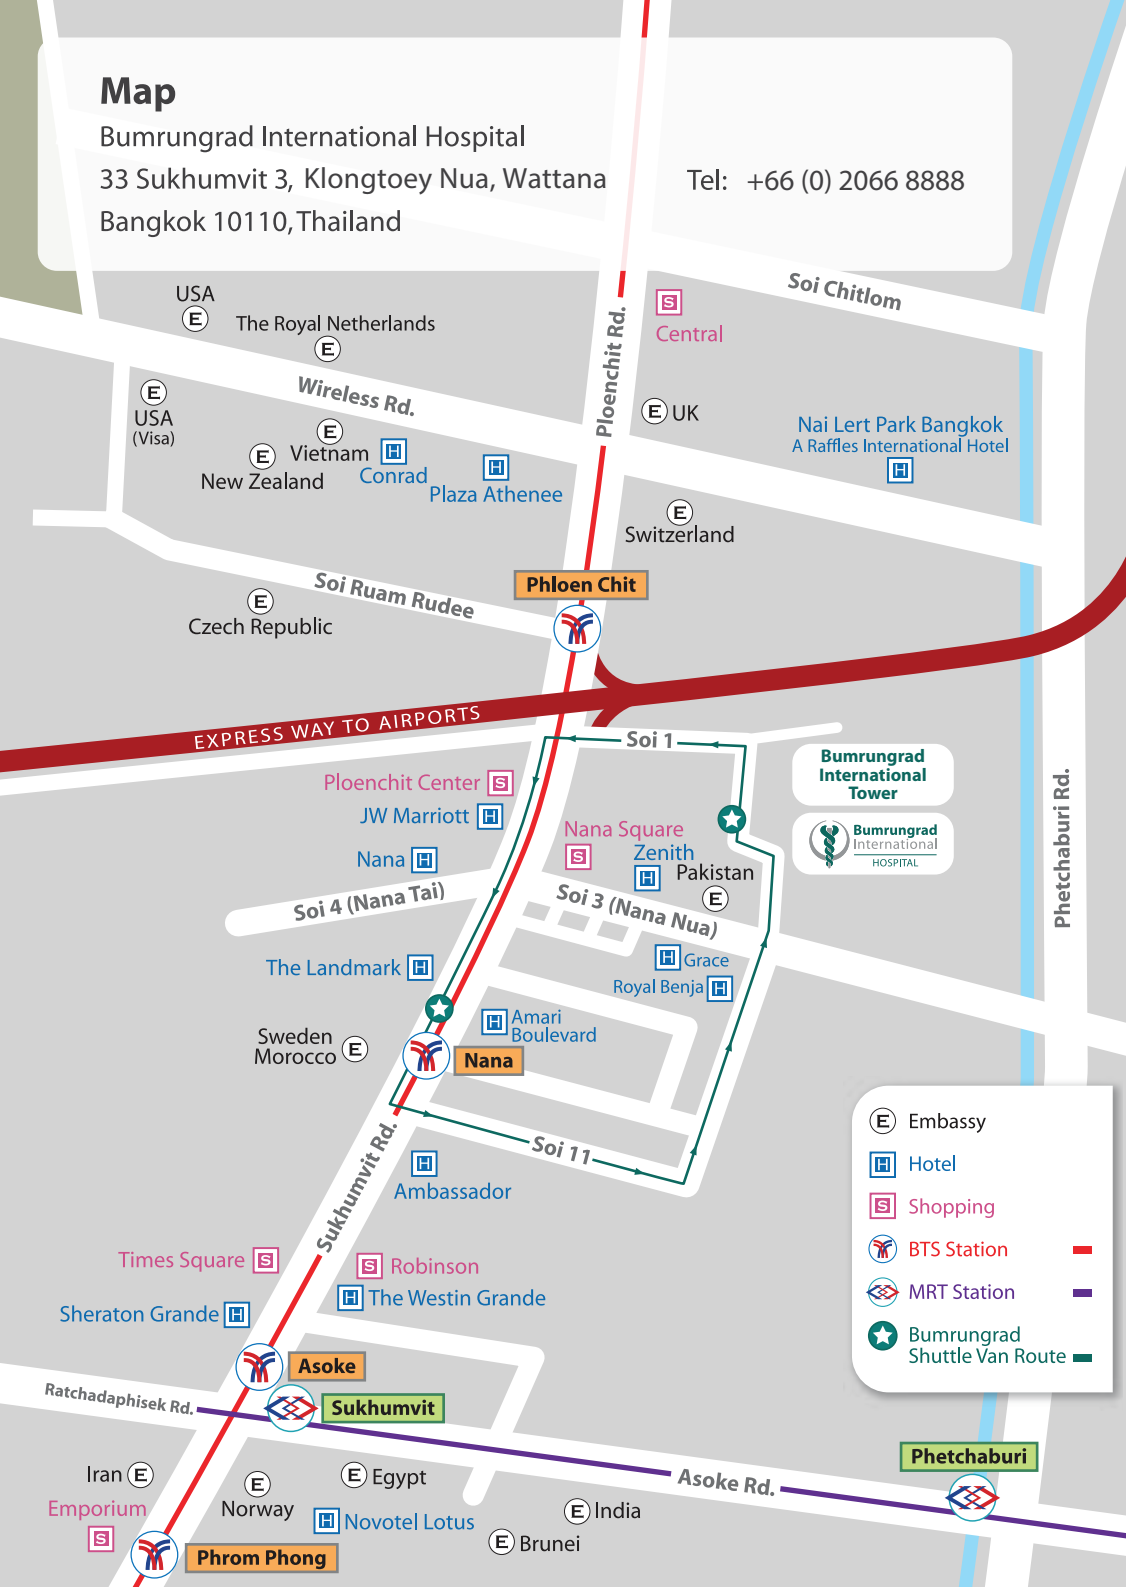 Map
Bumrungrad International Hospital
33 Sukhumvit 3, Klongtoey Nua, Wattana
Tel: +66 (0) 2066 8888
Bangkok 10110, Thailand
Soi Chitlom
USA
E
The Royal Netherlands
E
S
Central
Ploenchit Rd.
Wireless Rd.
E
USA
(Visa)
E UK
E
Vietnam
E
New Zealand
H
Conrad
H
Plaza Athenee
Nai Lert Park Bangkok
A Raffles International Hotel
H
E
Switzerland
Phloen Chit
Soi Ruam Rudee
E
Czech Republic
EXPRESS WAY TO AIRPORTS
Soi 1
Bumrungrad
International
Tower
Ploenchit Center S
JW Marriott H
Nana H
Nana Square
S
Zenith
H
Pakistan
E
Bumrungrad
International
HOSPITAL
Phetchaburi Rd.
Soi 4 (Nana Tai)
Soi 3 (Nana Nua)
The Landmark H
H Grace
Royal Benja H
H Amari
Boulevard
Sweden
Morocco E
Nana
Sukhumvit Rd.
Soi 11
H
Ambassador
E Embassy
H Hotel
S Shopping
BTS Station
MRT Station
Bumrungrad
Shuttle Van Route
Times Square S
S Robinson
H The Westin Grande
Sheraton Grande H
Asoke
Ratchadaphisek Rd.
Sukhumvit
Phetchaburi
Asoke Rd.
Iran E
E
Norway
E Egypt
Emporium
S
H Novotel Lotus
E India
E Brunei
Phrom Phong